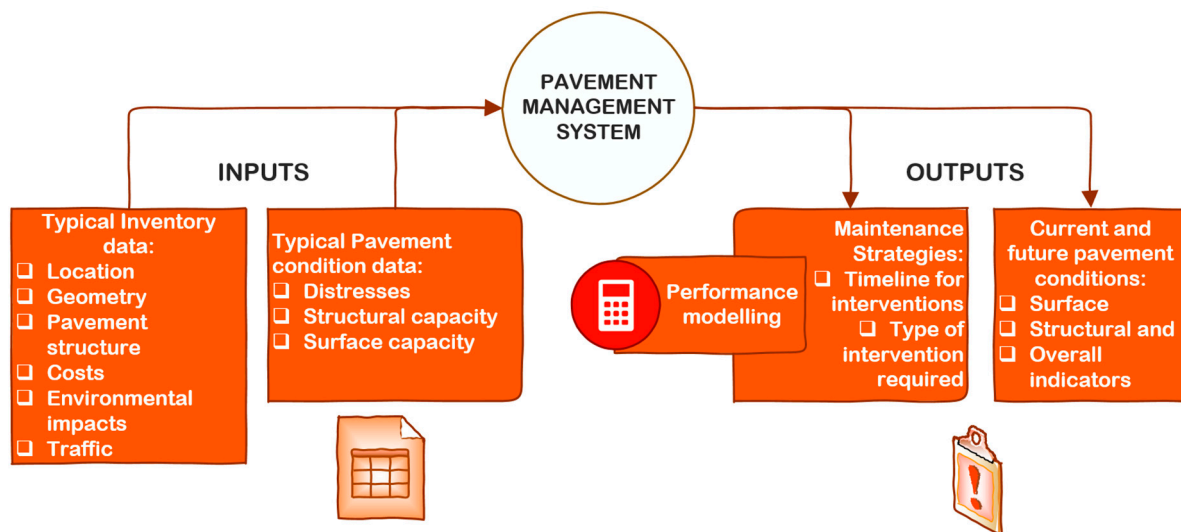 PAVEMENT
MANAGEMENT
SYSTEM
INPUTS
OUTPUTS
Typical Inventory
data:
❑ Location
❑ Geometry
❑ Pavement
structure
❑ Costs
❑ Environmental
impacts
❑ Traffic
Typical Pavement
condition data:
❑ Distresses
❑ Structural capacity
❑ Surface capacity
Performance
modelling
Maintenance
Strategies:
❑ Timeline for
interventions
❑ Type of
intervention
required
Current and
future pavement
conditions:
❑ Surface
❑ Structural and
❑ Overall
indicators
!